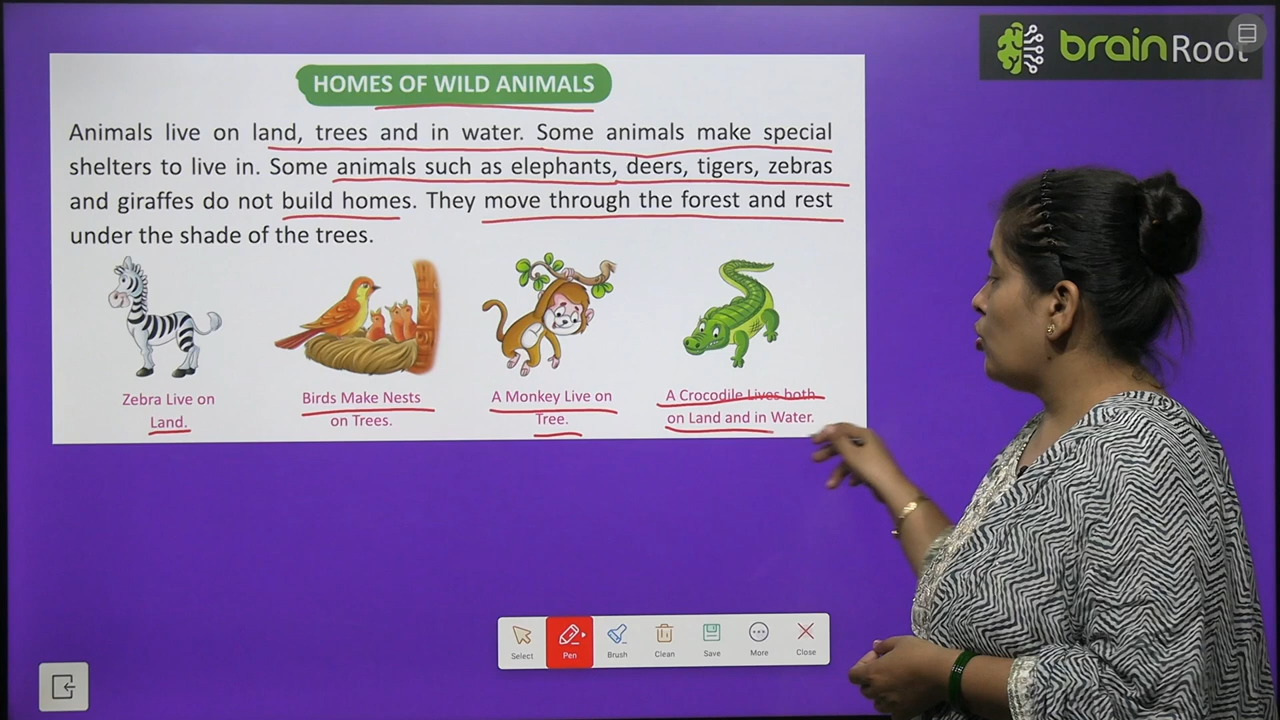 brainRoot
HOMES OF WILD ANIMALS
Animals live on land, trees and in water. Some animals make special
shelters to live in. Some animals such as elephants, deers, tigers, zebras
and giraffes do not build homes. They move through the forest and rest
under the shade of the trees.
Zebra Live on
Land.
Birds Make Nests
on Trees.
A Monkey Live on
Tree.
A Crocodile Lives both
on Land and in Water.
Select Pen Brush Clean Save More Close